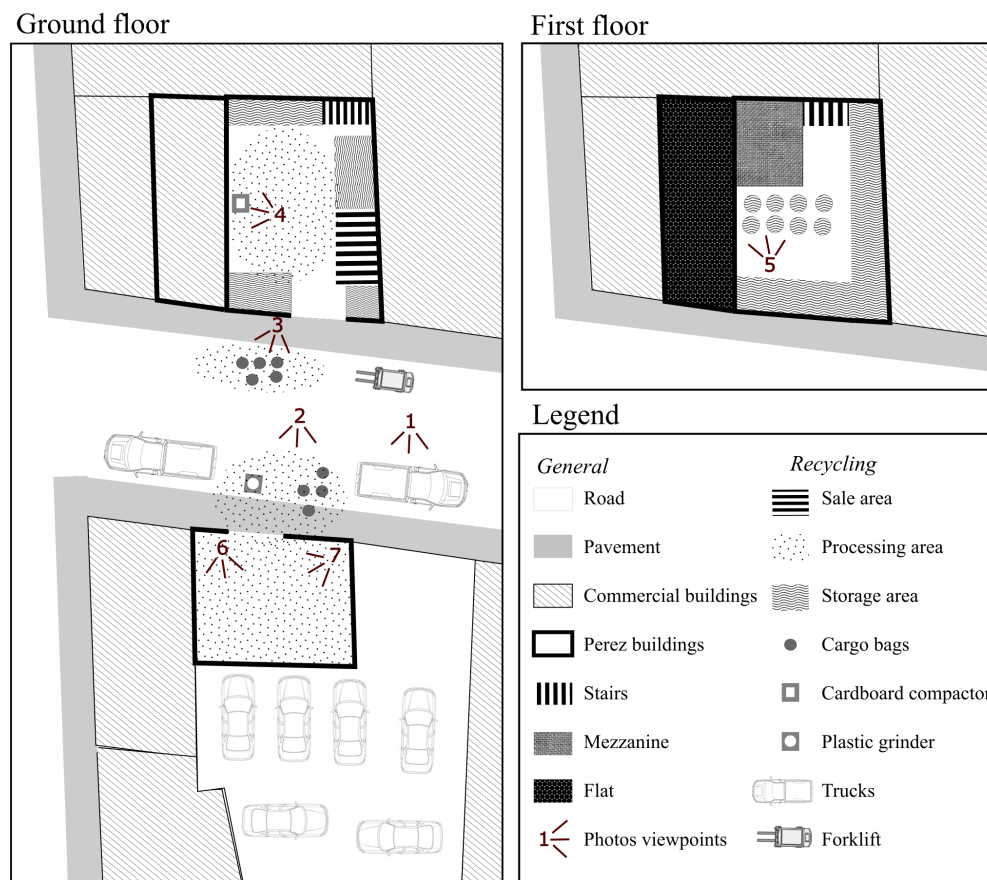 Ground floor
First floor
4
5
3
2
1
6
7
Legend
General
Recycling
Road
Sale area
Pavement
Processing area
Commercial buildings
Storage area
Perez buildings
Cargo bags
Stairs
Cardboard compactor
Mezzanine
Plastic grinder
Flat
Trucks
1
Photos viewpoints
Forklift